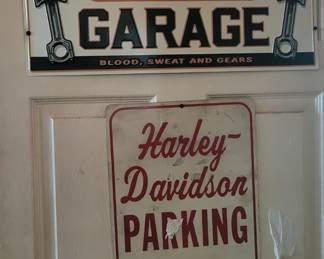 GARAGE
BLOOD, SWEAT AND GEARS
Harley-
Davidson
PARKING